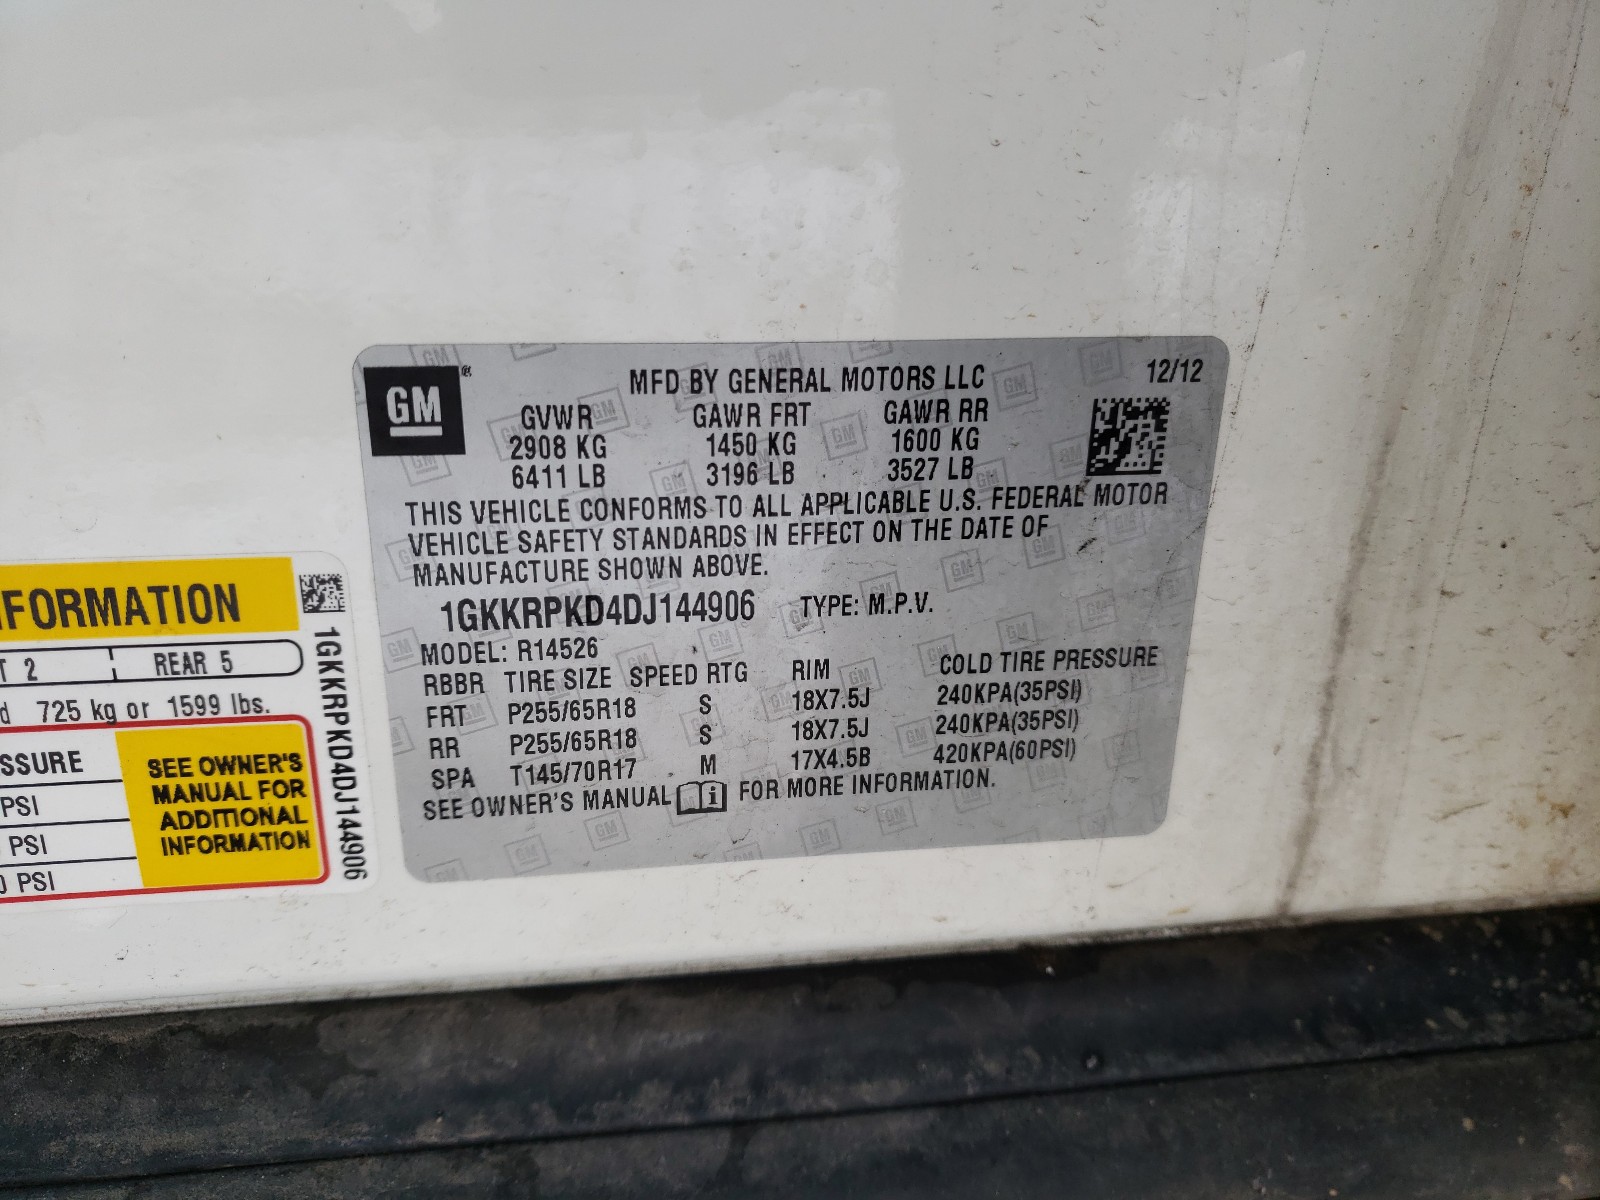 GM ®
MFD BY GENERAL MOTORS LLC 12/12
GVWR GAWR FRT GAWR RR
2908 KG 1450 KG 1600 KG
6411 LB 3196 LB 3527 LB
THIS VEHICLE CONFORMS TO ALL APPLICABLE U.S. FEDERAL MOTOR
VEHICLE SAFETY STANDARDS IN EFFECT ON THE DATE OF
MANUFACTURE SHOWN ABOVE.
1GKKRPKD4DJ144906 TYPE: M.P.V.
MODEL: R14526
RBBR TIRE SIZE SPEED RTG RIM COLD TIRE PRESSURE
FRT P255/65R18 S 18X7.5J 240KPA(35PSI)
RR P255/65R18 S 18X7.5J 240KPA(35PSI)
SPA T145/70R17 M 17X4.5B 420KPA(60PSI)
SEE OWNER'S MANUAL i FOR MORE INFORMATION.
NFORMATION
T 2 REAR 5
d 725 kg or 1599 lbs.
SSURE
PSI
PSI
0 PSI
SEE OWNER'S
MANUAL FOR
ADDITIONAL
INFORMATION
1GKKRPKD4DJ144906